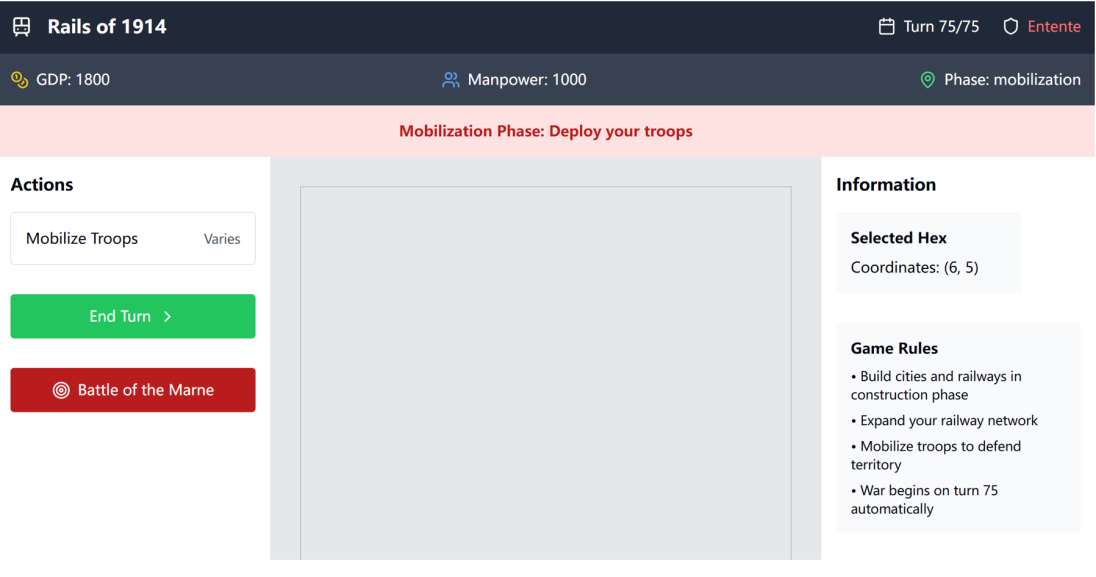 Rails of 1914
Turn 75/75
Entente
GDP: 1800
Manpower: 1000
Phase: mobilization
Mobilization Phase: Deploy your troops
Actions
Mobilize Troops
Varies
End Turn
Battle of the Marne
Information
Selected Hex
Coordinates: (6, 5)
Game Rules
• Build cities and railways in
construction phase
• Expand your railway network
• Mobilize troops to defend
territory
• War begins on turn 75
automatically